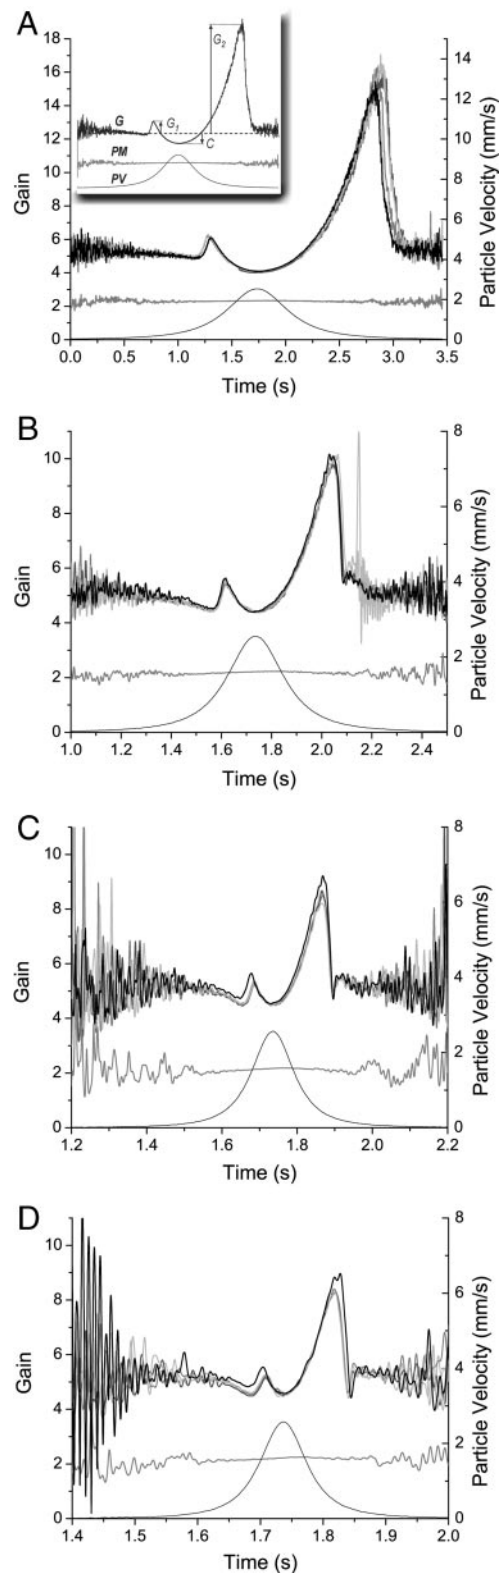 A
G
G2
G1
C
PM
PV
18
16
14
12
10
8
6
4
2
0
Gain
14
12
10
8
6
4
2
0
Particle Velocity (mm/s)
0.0 0.5 1.0 1.5 2.0 2.5 3.0 3.5
Time (s)
B
10
8
6
4
2
0
Gain
8
6
4
2
0
Particle Velocity (mm/s)
1.0 1.2 1.4 1.6 1.8 2.0 2.2 2.4
Time (s)
C
10
8
6
4
2
0
Gain
8
6
4
2
0
Particle Velocity (mm/s)
1.2 1.4 1.6 1.8 2.0 2.2
Time (s)
D
10
8
6
4
2
0
Gain
8
6
4
2
0
Particle Velocity (mm/s)
1.4 1.5 1.6 1.7 1.8 1.9 2.0
Time (s)